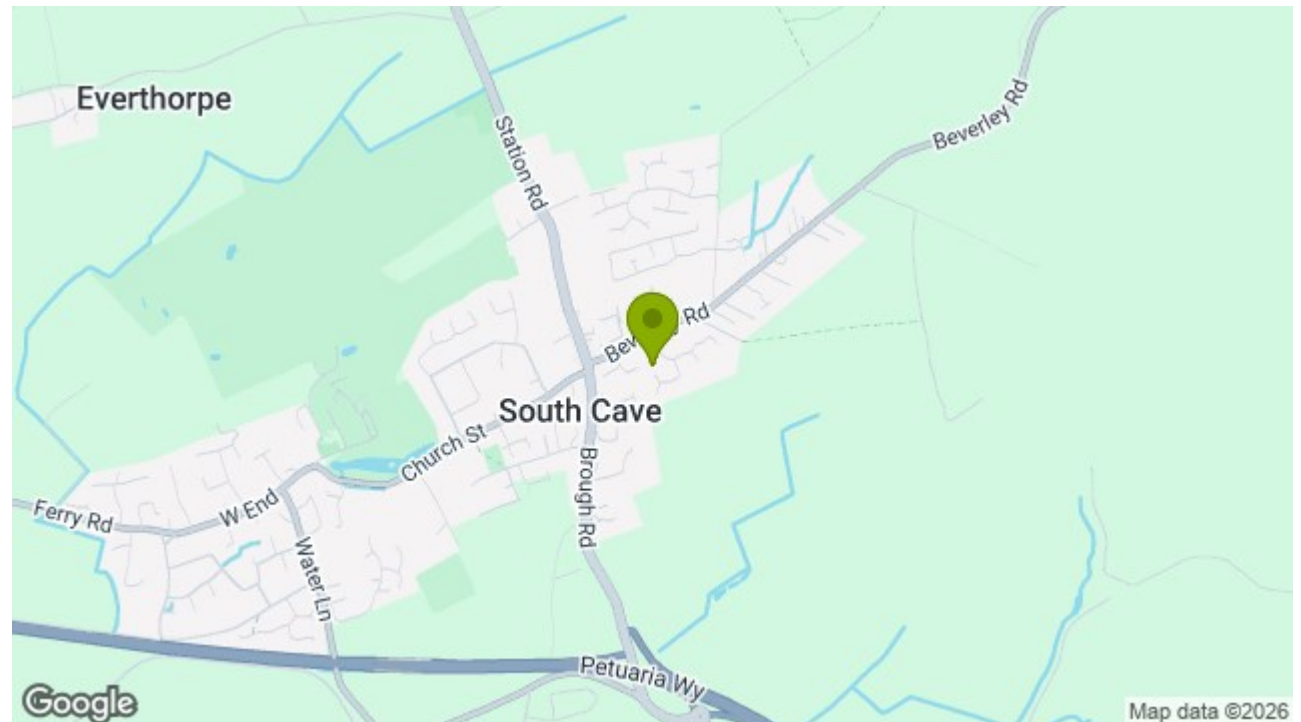 Everthorpe
Station Rd
Beverley Rd
Beverley Rd
South Cave
Church St
Brough Rd
W End
Ferry Rd
Water Ln
Petuaria Wy
Google
Map data ©2026